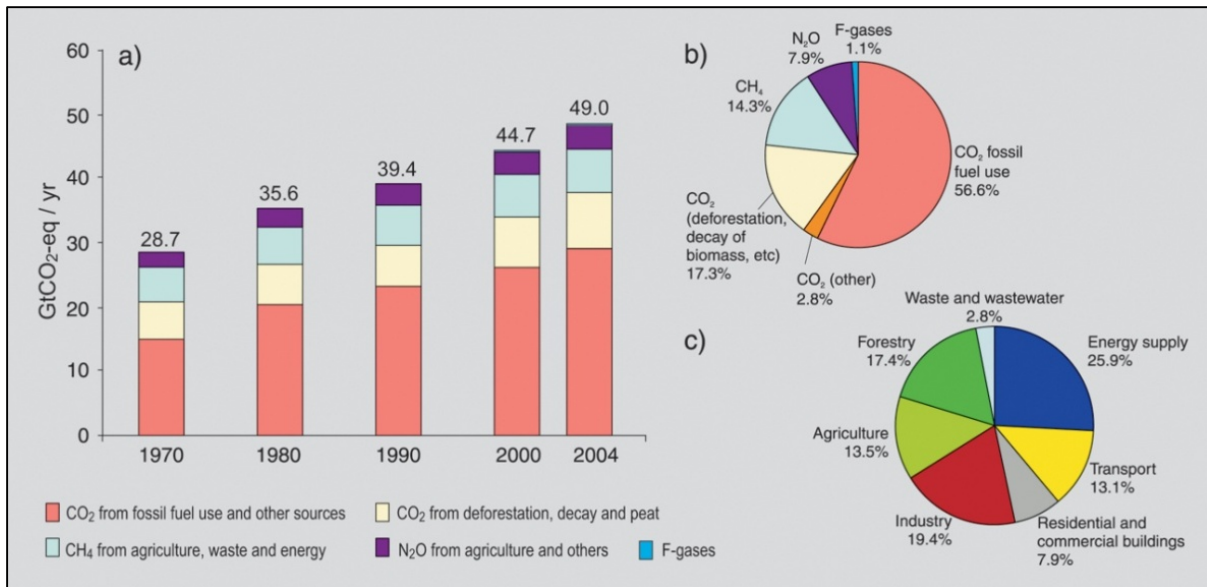 a)
GtCO₂-eq / yr
60
50
40
30
20
10
0
28.7
35.6
39.4
44.7
49.0
1970
1980
1990
2000
2004
CO₂ from fossil fuel use and other sources
CO₂ from deforestation, decay and peat
CH₄ from agriculture, waste and energy
N₂O from agriculture and others
F-gases
b)
F-gases
1.1%
N₂O
7.9%
CH₄
14.3%
CO₂
(deforestation,
decay of
biomass, etc)
17.3%
CO₂ (other)
2.8%
CO₂ fossil
fuel use
56.6%
c)
Waste and wastewater
2.8%
Forestry
17.4%
Energy supply
25.9%
Agriculture
13.5%
Transport
13.1%
Industry
19.4%
Residential and
commercial buildings
7.9%